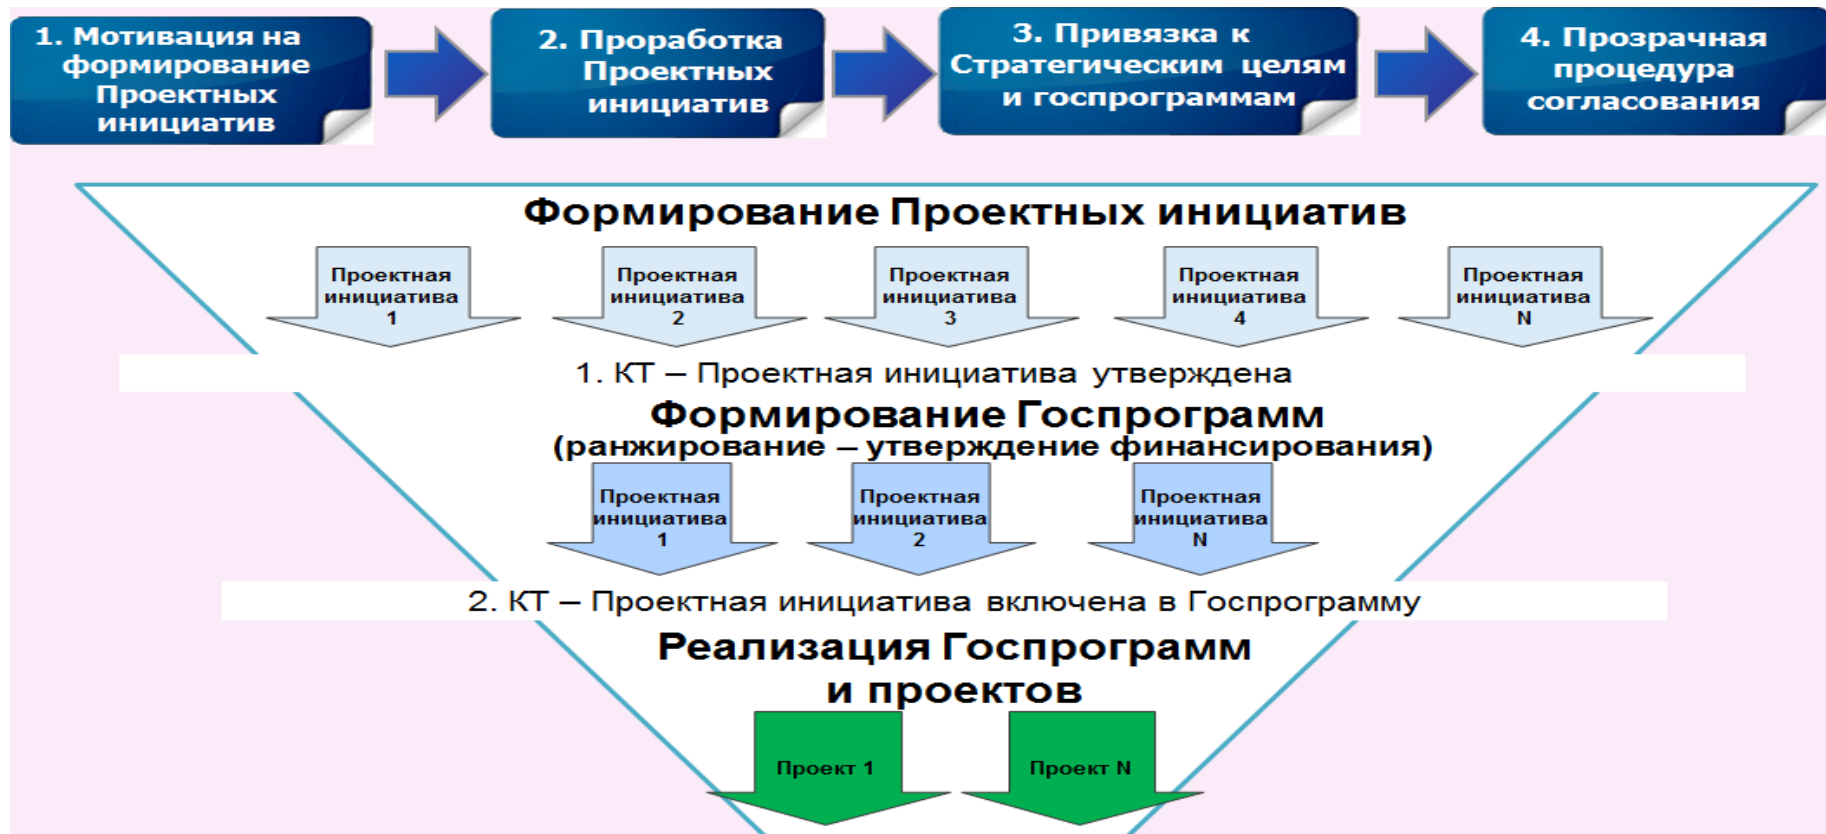 1. Мотивация на
формирование
Проектных
инициатив
2. Проработка
Проектных
инициатив
3. Привязка к
Стратегическим целям
и госпрограммам
4. Прозрачная
процедура
согласования
Формирование Проектных инициатив
Проектная
инициатива
1
Проектная
инициатива
2
Проектная
инициатива
3
Проектная
инициатива
4
Проектная
инициатива
N
1. КТ – Проектная инициатива утверждена
Формирование Госпрограмм
(ранжирование – утверждение финансирования)
Проектная
инициатива
1
Проектная
инициатива
2
Проектная
инициатива
N
2. КТ – Проектная инициатива включена в Госпрограмму
Реализация Госпрограмм
и проектов
Проект 1
Проект N